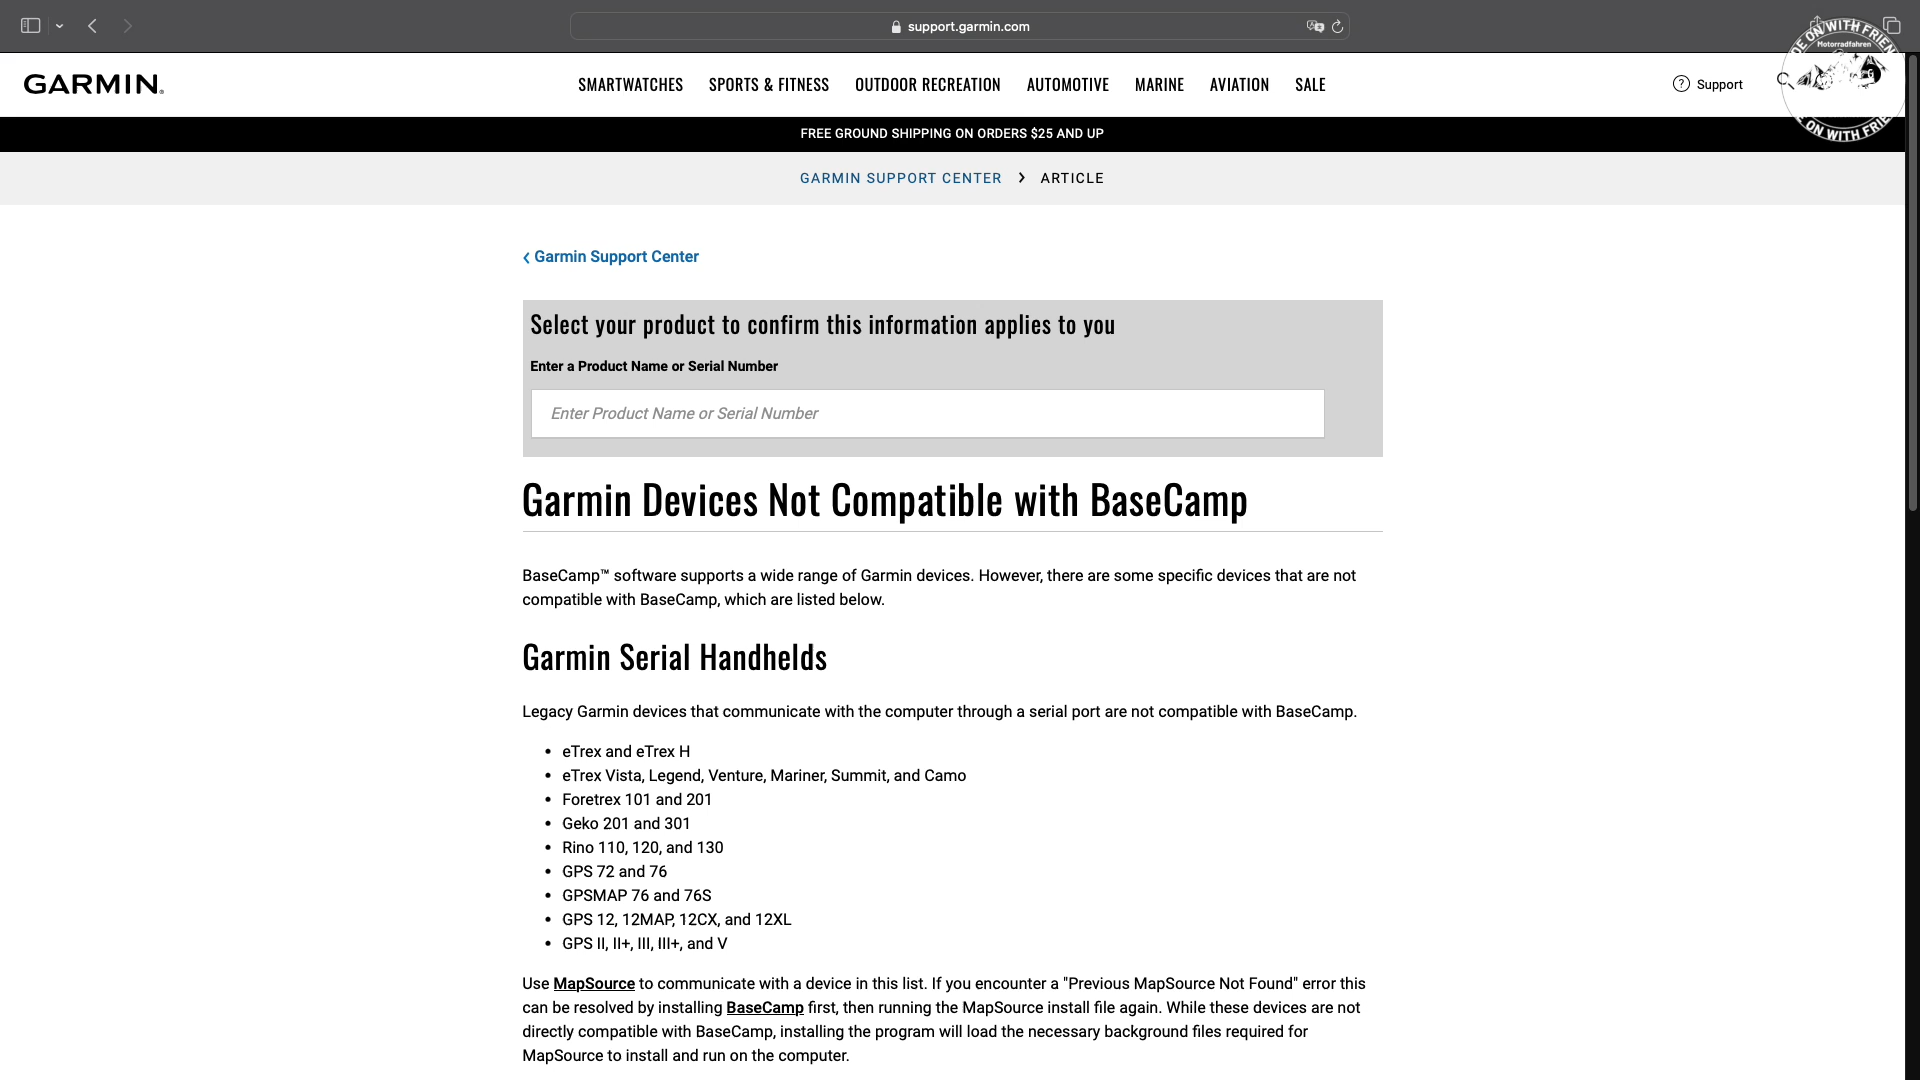 support.garmin.com
GARMIN
SMARTWATCHES SPORTS & FITNESS OUTDOOR RECREATION AUTOMOTIVE MARINE AVIATION SALE
Support
Motorradfahren
FREE GROUND SHIPPING ON ORDERS $25 AND UP
GARMIN SUPPORT CENTER > ARTICLE
‹ Garmin Support Center
Select your product to confirm this information applies to you
Enter a Product Name or Serial Number
Enter Product Name or Serial Number
Garmin Devices Not Compatible with BaseCamp
BaseCamp™ software supports a wide range of Garmin devices. However, there are some specific devices that are not
compatible with BaseCamp, which are listed below.
Garmin Serial Handhelds
Legacy Garmin devices that communicate with the computer through a serial port are not compatible with BaseCamp.
• eTrex and eTrex H
• eTrex Vista, Legend, Venture, Mariner, Summit, and Camo
• Foretrex 101 and 201
• Geko 201 and 301
• Rino 110, 120, and 130
• GPS 72 and 76
• GPSMAP 76 and 76S
• GPS 12, 12MAP, 12CX, and 12XL
• GPS II, II+, III, III+, and V
Use MapSource to communicate with a device in this list. If you encounter a "Previous MapSource Not Found" error this
can be resolved by installing BaseCamp first, then running the MapSource install file again. While these devices are not
directly compatible with BaseCamp, installing the program will load the necessary background files required for
MapSource to install and run on the computer.